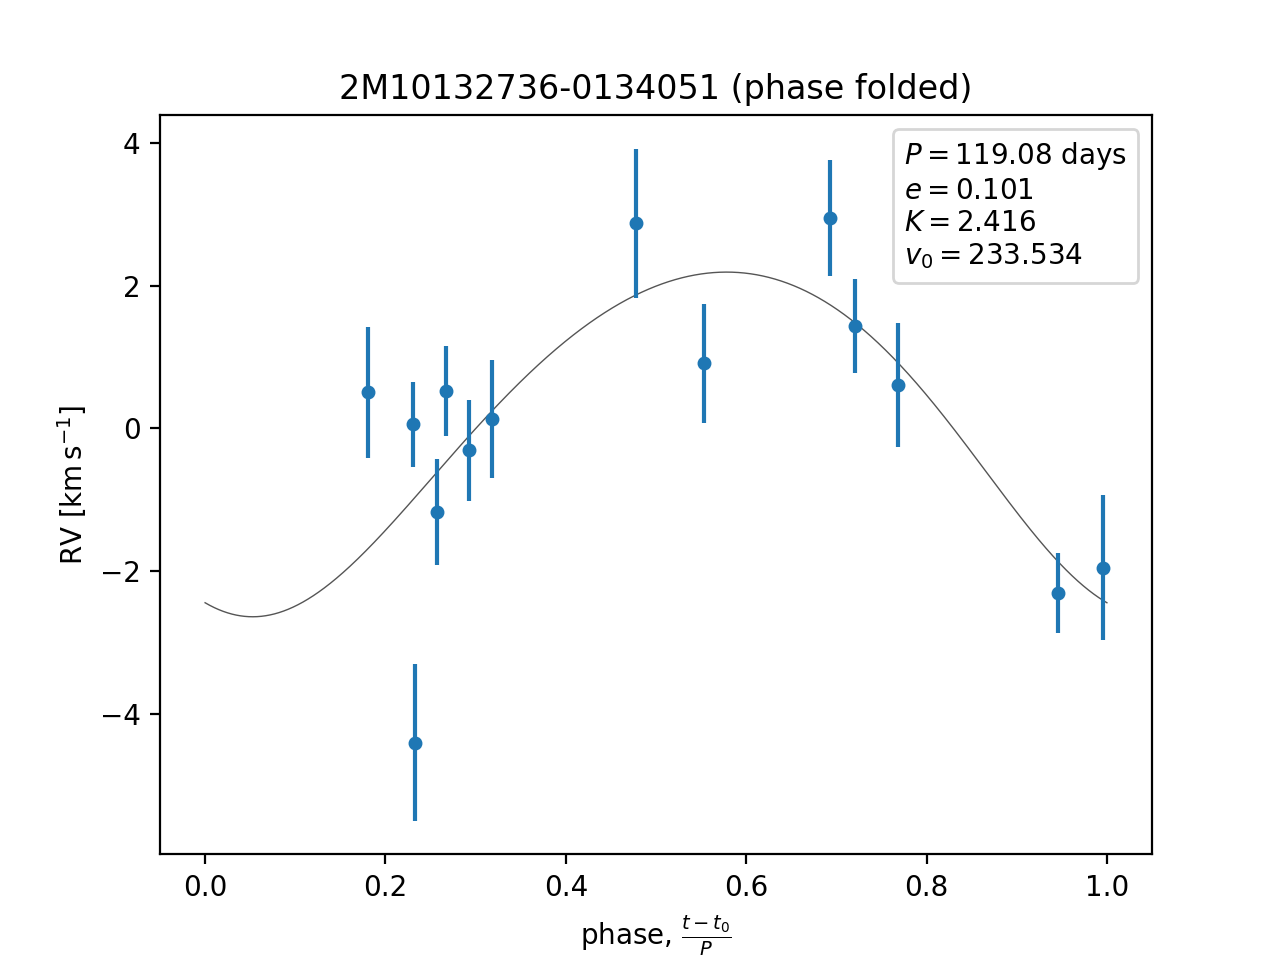 2M10132736-0134051 (phase folded)
P = 119.08 days
e = 0.101
K = 2.416
v₀ = 233.534
4
2
0
−2
−4
RV [km s⁻¹]
0.0 0.2 0.4 0.6 0.8 1.0
phase, (t − t₀)/P